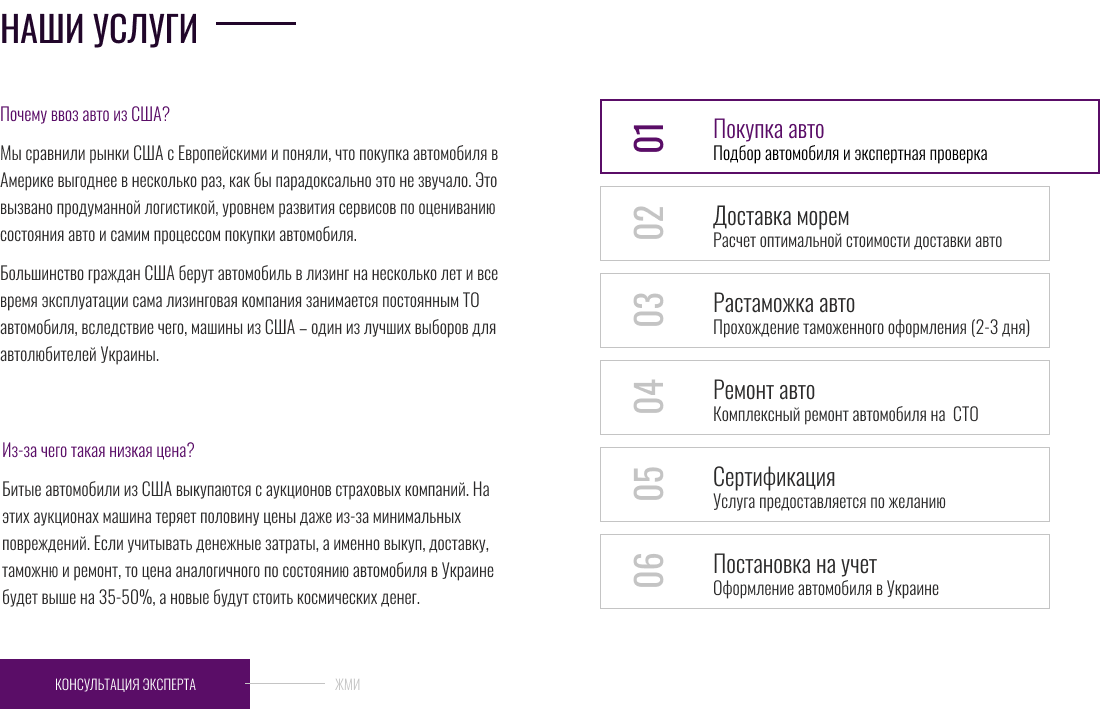 НАШИ УСЛУГИ
Почему ввоз авто из США?
Мы сравнили рынки США с Европейскими и поняли, что покупка автомобиля в
Америке выгоднее в несколько раз, как бы парадоксально это не звучало. Это
вызвано продуманной логистикой, уровнем развития сервисов по оцениванию
состояния авто и самим процессом покупки автомобиля.
Большинство граждан США берут автомобиль в лизинг на несколько лет и все
время эксплуатации сама лизинговая компания занимается постоянным ТО
автомобиля, вследствие чего, машины из США – один из лучших выборов для
автолюбителей Украины.
Из-за чего такая низкая цена?
Битые автомобили из США выкупаются с аукционов страховых компаний. На
этих аукционах машина теряет половину цены даже из-за минимальных
повреждений. Если учитывать денежные затраты, а именно выкуп, доставку,
таможню и ремонт, то цена аналогичного по состоянию автомобиля в Украине
будет выше на 35-50%, а новые будут стоить космических денег.
КОНСУЛЬТАЦИЯ ЭКСПЕРТА
ЖМИ
01
Покупка авто
Подбор автомобиля и экспертная проверка
02
Доставка морем
Расчет оптимальной стоимости доставки авто
03
Растаможка авто
Прохождение таможенного оформления (2-3 дня)
04
Ремонт авто
Комплексный ремонт автомобиля на СТО
05
Сертификация
Услуга предоставляется по желанию
06
Постановка на учет
Оформление автомобиля в Украине